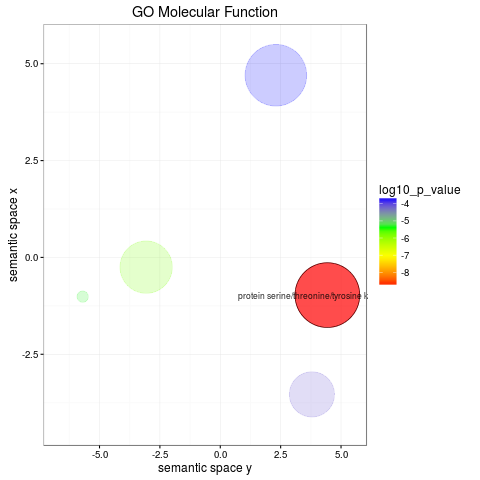 GO Molecular Function
5.0
2.5
0.0
-2.5
semantic space x
protein serine/threonine/tyrosine k
-5.0 -2.5 0.0 2.5 5.0
semantic space y
log10_p_value
-4
-5
-6
-7
-8